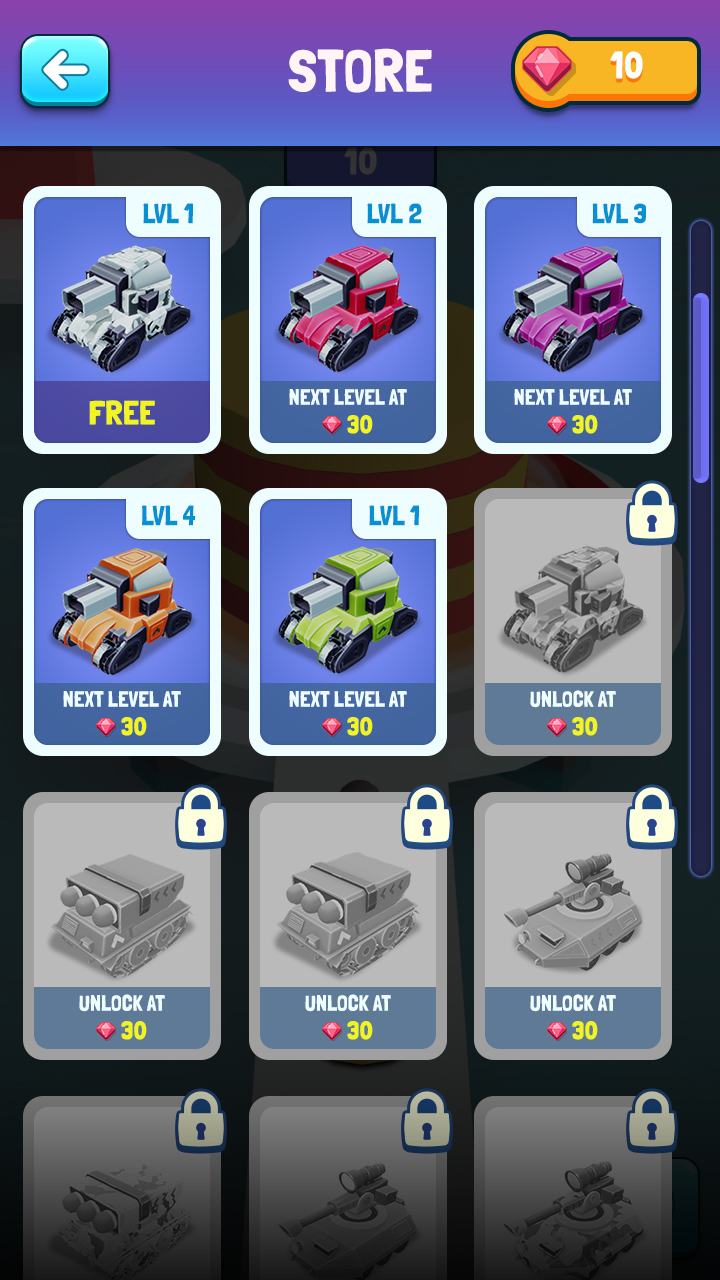 STORE
10
10
LVL 1
LVL 2
LVL 3
FREE
NEXT LEVEL AT
30
NEXT LEVEL AT
30
LVL 4
LVL 1
NEXT LEVEL AT
30
NEXT LEVEL AT
30
UNLOCK AT
30
UNLOCK AT
30
UNLOCK AT
30
UNLOCK AT
30